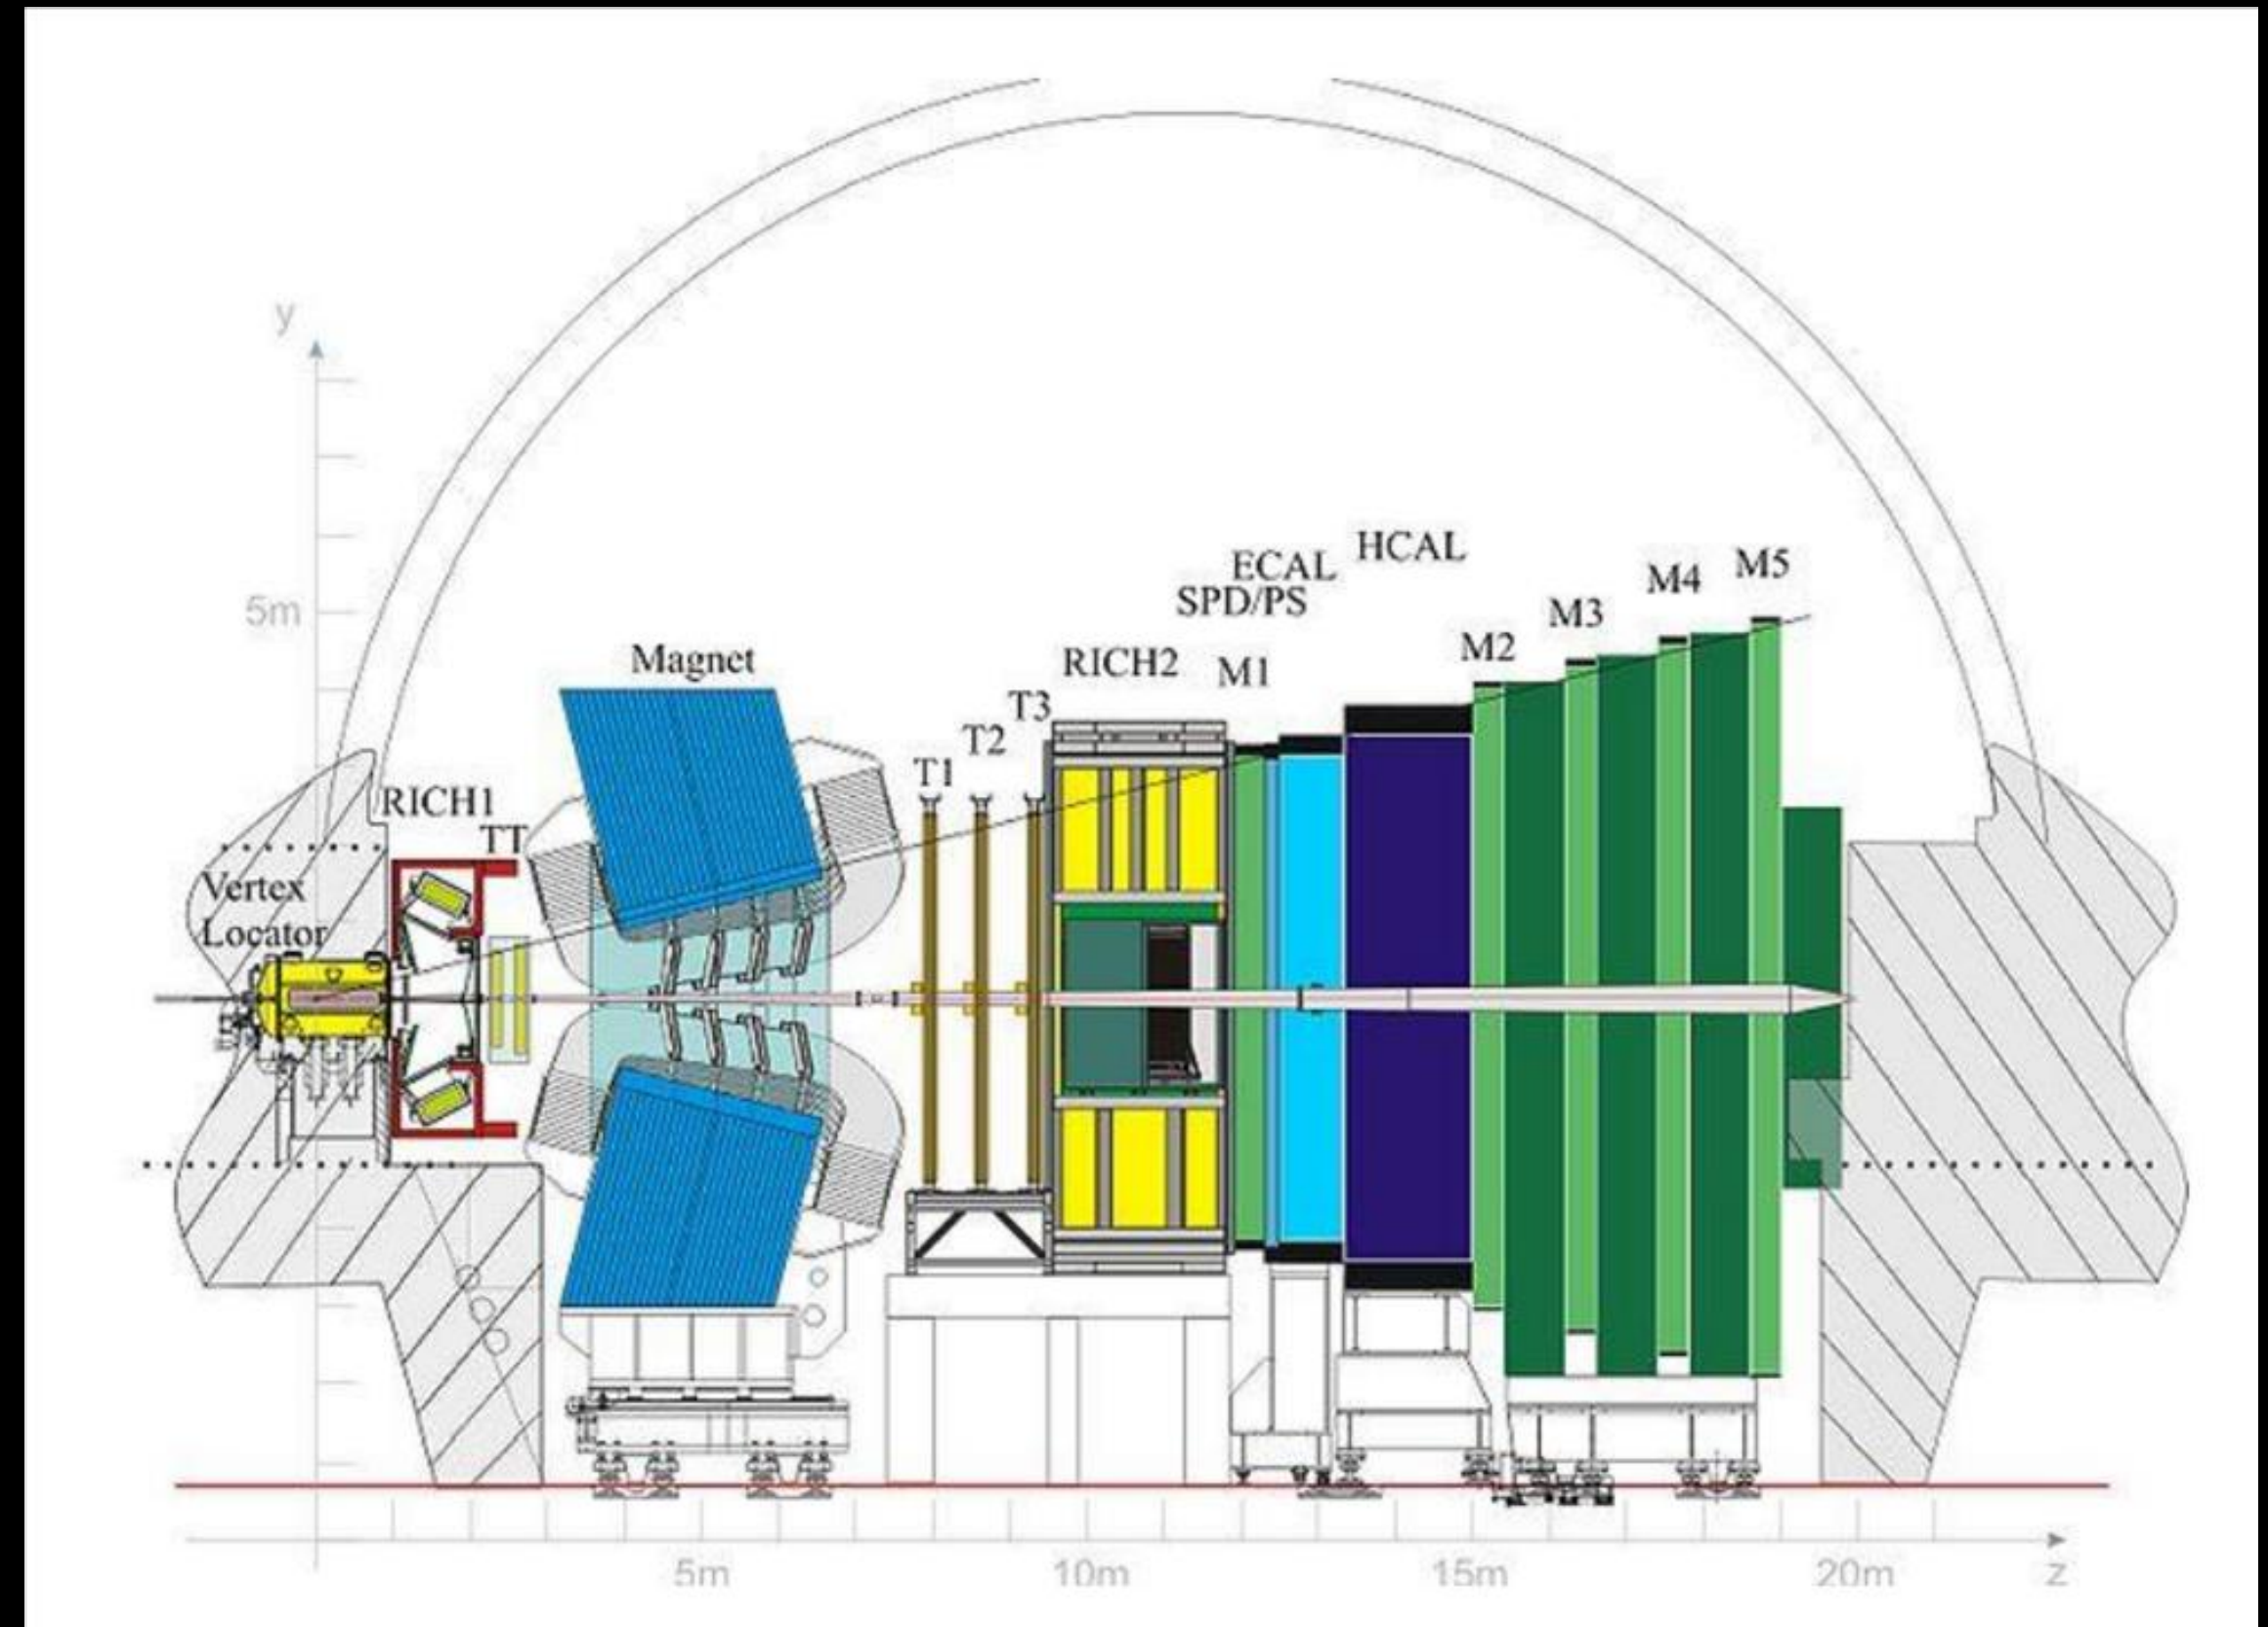 y
5m
HCAL
ECAL
SPD/PS
M5
M4
M3
M2
Magnet
RICH2
M1
T3
T2
T1
RICH1
TT
Vertex
Locator
5m
10m
15m
20m
z